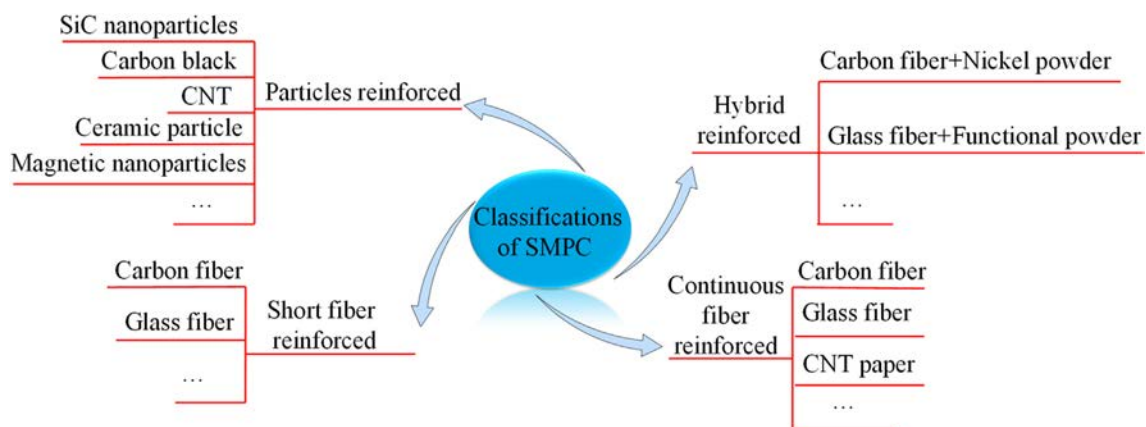 SiC nanoparticles
Carbon black
CNT
Ceramic particle
Magnetic nanoparticles
…
Particles reinforced
Carbon fiber+Nickel powder
Hybrid
reinforced
Glass fiber+Functional powder
…
Classifications
of SMPC
Carbon fiber
Glass fiber
…
Short fiber
reinforced
Continuous
fiber
reinforced
Carbon fiber
Glass fiber
CNT paper
…